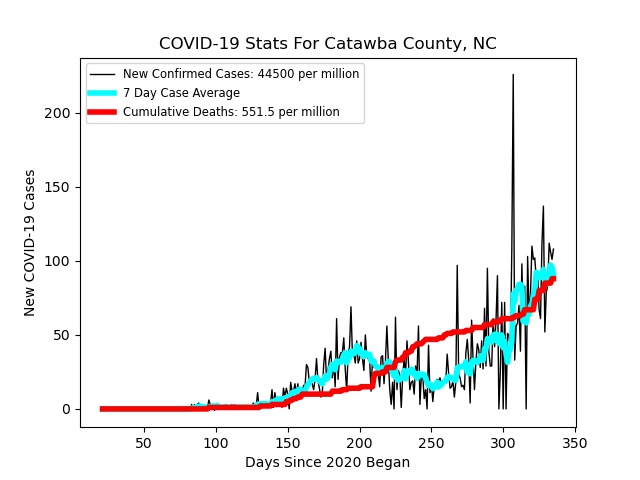 COVID-19 Stats For Catawba County, NC
New Confirmed Cases: 44500 per million
7 Day Case Average
Cumulative Deaths: 551.5 per million
New COVID-19 Cases
200
150
100
50
0
50
100
150
200
250
300
350
Days Since 2020 Began